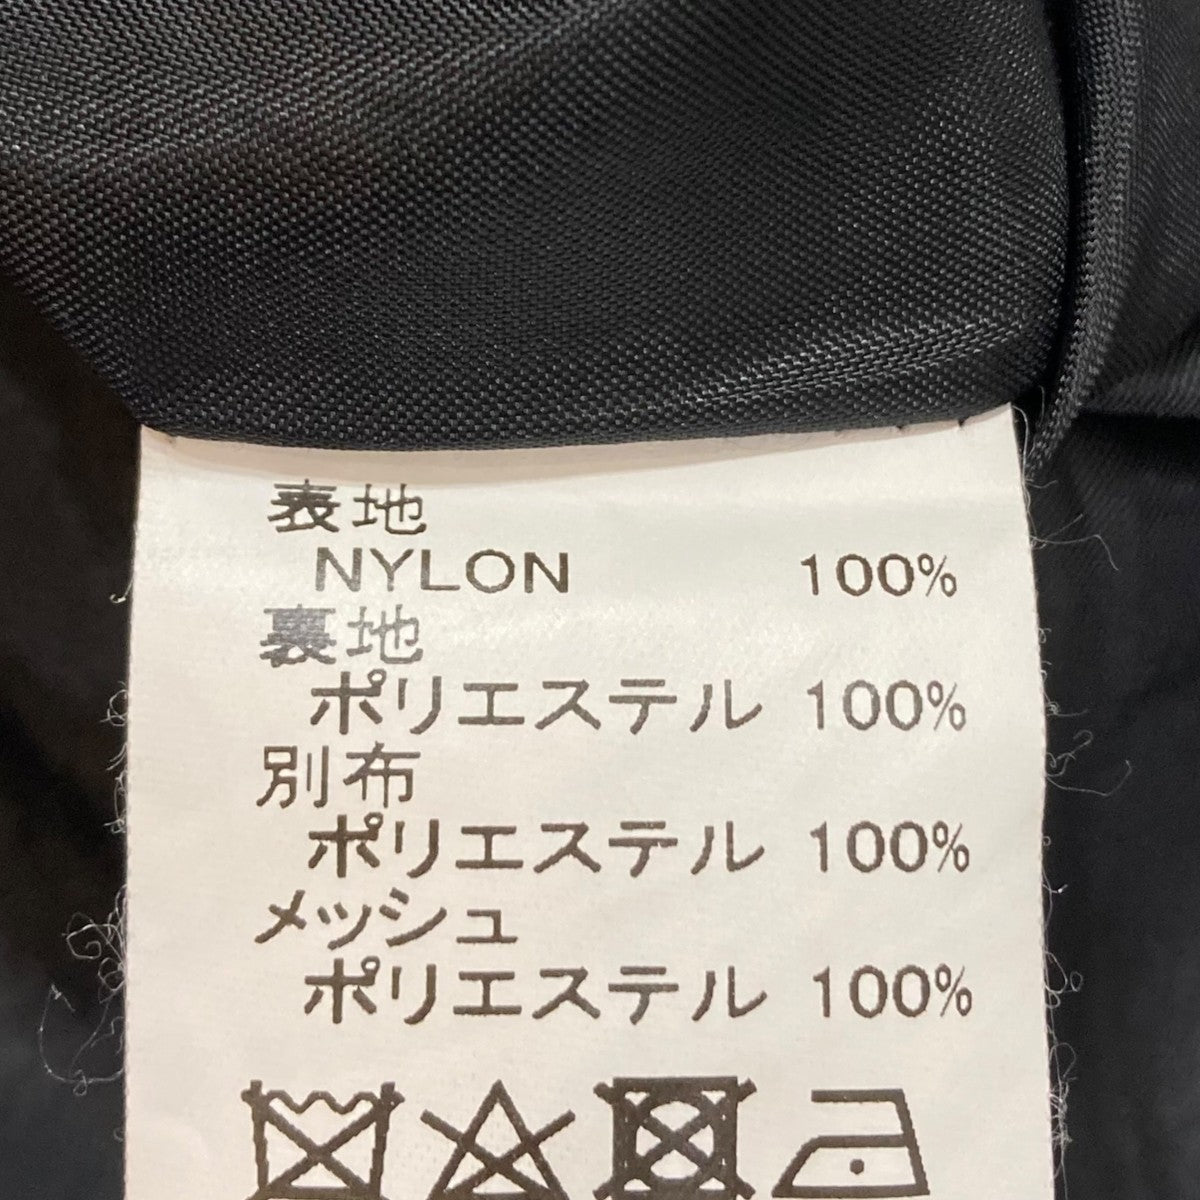 表地
NYLON 100%
裏地
ポリエステル 100%
別布
ポリエステル 100%
メッシュ
ポリエステル 100%